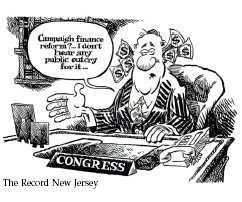 Campaign finance
reform?... I don't
hear any
public outcry
for it...
$ $
$ $
CONGRESS
The Record New Jersey